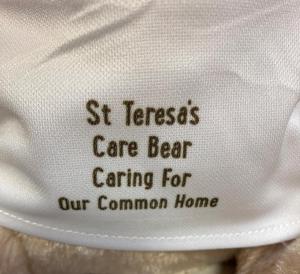 St Teresa's
Care Bear
Caring For
Our Common Home